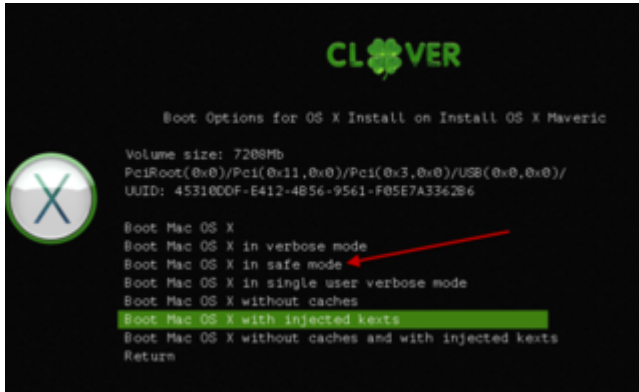 CLOVER
Boot Options for OS X Install on Install OS X Maveric
Volume size: 7208Mb
PciRoot(0x0)/Pci(0x11,0x0)/Pci(0x3,0x0)/USB(0x0,0x0)/
UUID: 45310DDF-E412-4B56-9561-F05E7A3362B6
Boot Mac OS X
Boot Mac OS X in verbose mode
Boot Mac OS X in safe mode
Boot Mac OS X in single user verbose mode
Boot Mac OS X without caches
Boot Mac OS X with injected kexts
Boot Mac OS X without caches and with injected kexts
Return
X